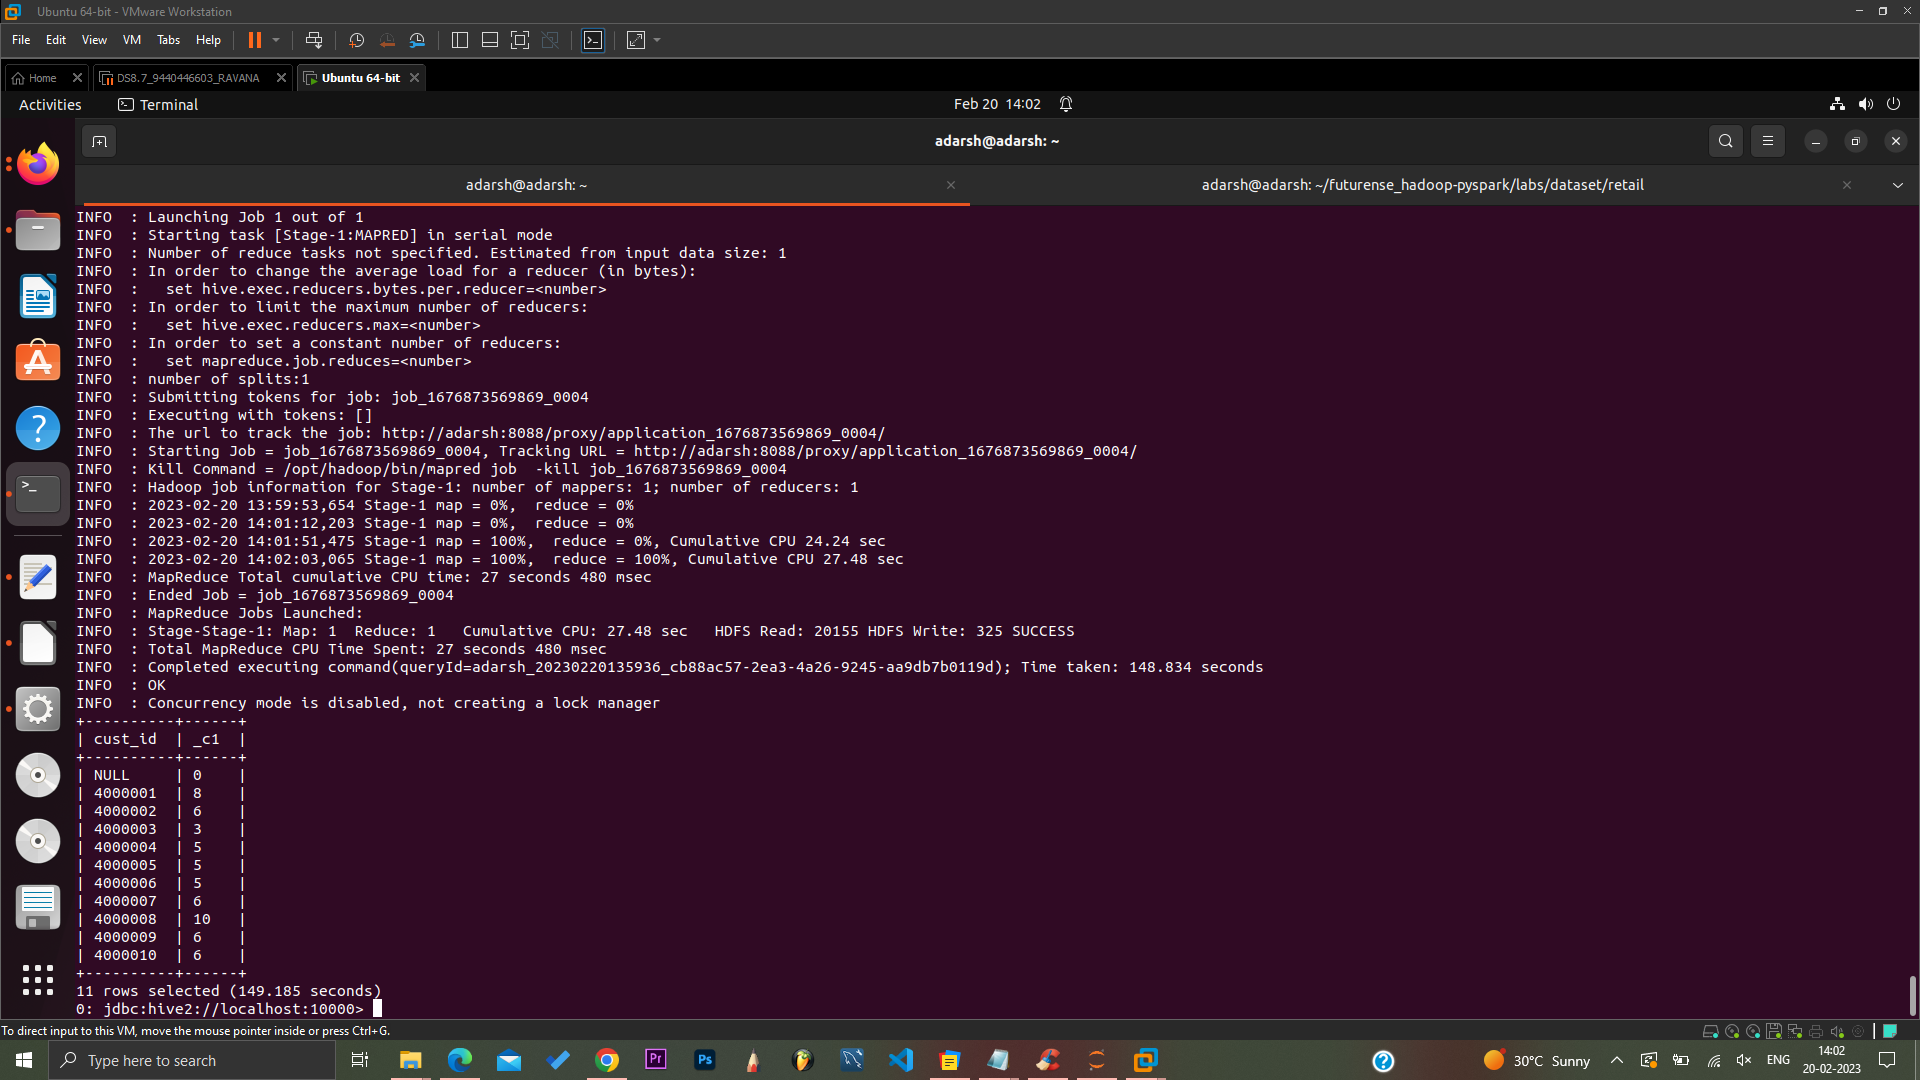 Ubuntu 64-bit - VMware Workstation
File Edit View VM Tabs Help
Home DS8.7_9440446603_RAVANA Ubuntu 64-bit
Activities Terminal Feb 20 14:02
adarsh@adarsh: ~
adarsh@adarsh: ~ adarsh@adarsh: ~/futurense_hadoop-pyspark/labs/dataset/retail
INFO  : Launching Job 1 out of 1
INFO  : Starting task [Stage-1:MAPRED] in serial mode
INFO  : Number of reduce tasks not specified. Estimated from input data size: 1
INFO  : In order to change the average load for a reducer (in bytes):
INFO  :   set hive.exec.reducers.bytes.per.reducer=<number>
INFO  : In order to limit the maximum number of reducers:
INFO  :   set hive.exec.reducers.max=<number>
INFO  : In order to set a constant number of reducers:
INFO  :   set mapreduce.job.reduces=<number>
INFO  : number of splits:1
INFO  : Submitting tokens for job: job_1676873569869_0004
INFO  : Executing with tokens: []
INFO  : The url to track the job: http://adarsh:8088/proxy/application_1676873569869_0004/
INFO  : Starting Job = job_1676873569869_0004, Tracking URL = http://adarsh:8088/proxy/application_1676873569869_0004/
INFO  : Kill Command = /opt/hadoop/bin/mapred job  -kill job_1676873569869_0004
INFO  : Hadoop job information for Stage-1: number of mappers: 1; number of reducers: 1
INFO  : 2023-02-20 13:59:53,654 Stage-1 map = 0%,  reduce = 0%
INFO  : 2023-02-20 14:01:12,203 Stage-1 map = 0%,  reduce = 0%
INFO  : 2023-02-20 14:01:51,475 Stage-1 map = 100%,  reduce = 0%, Cumulative CPU 24.24 sec
INFO  : 2023-02-20 14:02:03,065 Stage-1 map = 100%,  reduce = 100%, Cumulative CPU 27.48 sec
INFO  : MapReduce Total cumulative CPU time: 27 seconds 480 msec
INFO  : Ended Job = job_1676873569869_0004
INFO  : MapReduce Jobs Launched:
INFO  : Stage-Stage-1: Map: 1  Reduce: 1   Cumulative CPU: 27.48 sec   HDFS Read: 20155 HDFS Write: 325 SUCCESS
INFO  : Total MapReduce CPU Time Spent: 27 seconds 480 msec
INFO  : Completed executing command(queryId=adarsh_20230220135936_cb88ac57-2ea3-4a26-9245-aa9db7b0119d); Time taken: 148.834 seconds
INFO  : OK
INFO  : Concurrency mode is disabled, not creating a lock manager
+----------+------+
| cust_id  | _c1  |
+----------+------+
| NULL     | 0    |
| 4000001  | 8    |
| 4000002  | 6    |
| 4000003  | 3    |
| 4000004  | 5    |
| 4000005  | 5    |
| 4000006  | 5    |
| 4000007  | 6    |
| 4000008  | 10   |
| 4000009  | 6    |
| 4000010  | 6    |
+----------+------+
11 rows selected (149.185 seconds)
0: jdbc:hive2://localhost:10000>
To direct input to this VM, move the mouse pointer inside or press Ctrl+G.
Type here to search Pr Ps 30°C Sunny ENG 14:02
20-02-2023